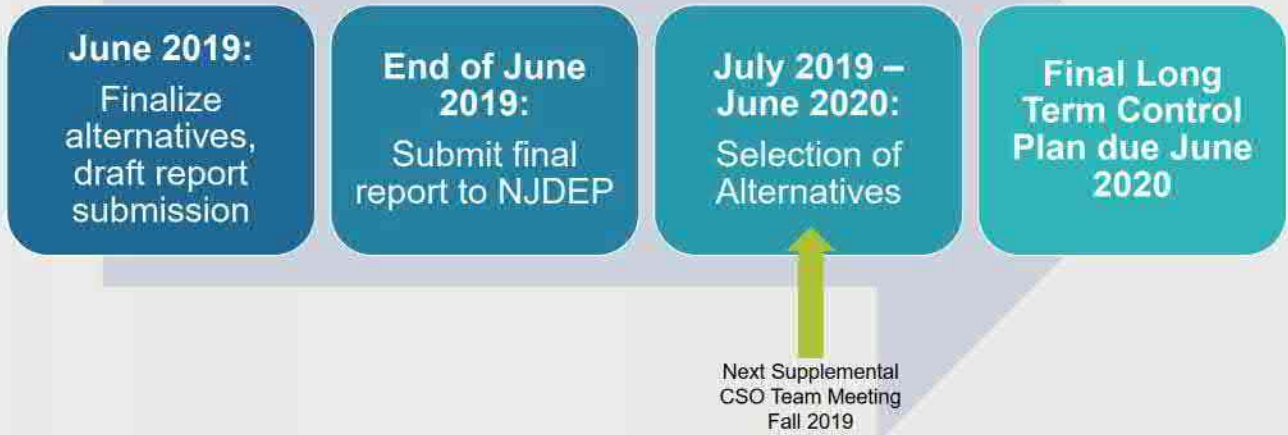 June 2019:
Finalize
alternatives,
draft report
submission
End of June
2019:
Submit final
report to NJDEP
July 2019 –
June 2020:
Selection of
Alternatives
Final Long
Term Control
Plan due June
2020
Next Supplemental
CSO Team Meeting
Fall 2019